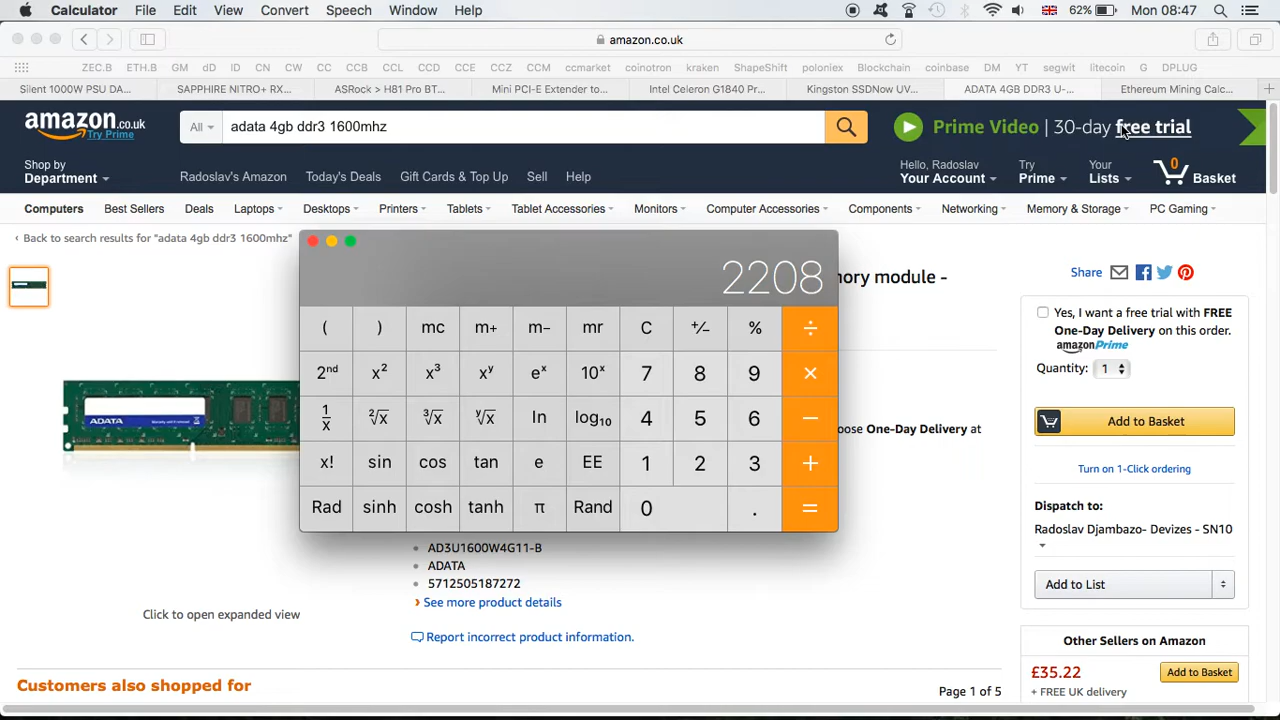 Calculator File Edit View Convert Speech Window Help 62% Mon 08:47
amazon.co.uk
ZEC.B ETH.B GM dD ID CN CW CC CCB CCL CCD CCE CCZ CCM ccmarket coinotron kraken ShapeShift poloniex Blockchain coinbase DM YT segwit litecoin G DPLUG
Silent 1000W PSU DA... SAPPHIRE NITRO+ RX... ASRock > H81 Pro BT... Mini PCI-E Extender to... Intel Celeron G1840 Pr... Kingston SSDNow UV... ADATA 4GB DDR3 U-... Ethereum Mining Calc... +
amazon.co.uk
Try Prime
All adata 4gb ddr3 1600mhz
Prime Video | 30-day free trial
Shop by
Department
Radoslav's Amazon Today's Deals Gift Cards & Top Up Sell Help
Hello, Radoslav
Your Account
Try
Prime
Your
Lists
0
Basket
Computers Best Sellers Deals Laptops Desktops Printers Tablets Tablet Accessories Monitors Computer Accessories Components Networking Memory & Storage PC Gaming
‹ Back to search results for "adata 4gb ddr3 1600mhz"
2208
( ) mc m+ m− mr C +/− % ÷
2nd x² x³ xʸ eˣ 10ˣ 7 8 9 ×
1/x ²√x ³√x ʸ√x ln log₁₀ 4 5 6 −
x! sin cos tan e EE 1 2 3 +
Rad sinh cosh tanh π Rand 0 . =
mory module -
oose One-Day Delivery at
ADATA
Click to open expanded view
AD3U1600W4G11-B
ADATA
5712505187272
› See more product details
Report incorrect product information.
Customers also shopped for
Page 1 of 5
Share
Yes, I want a free trial with FREE
One-Day Delivery on this order.
amazonPrime
Quantity: 1
Add to Basket
Turn on 1-Click ordering
Dispatch to:
Radoslav Djambazo- Devizes - SN10
Add to List
Other Sellers on Amazon
£35.22
Add to Basket
+ FREE UK delivery